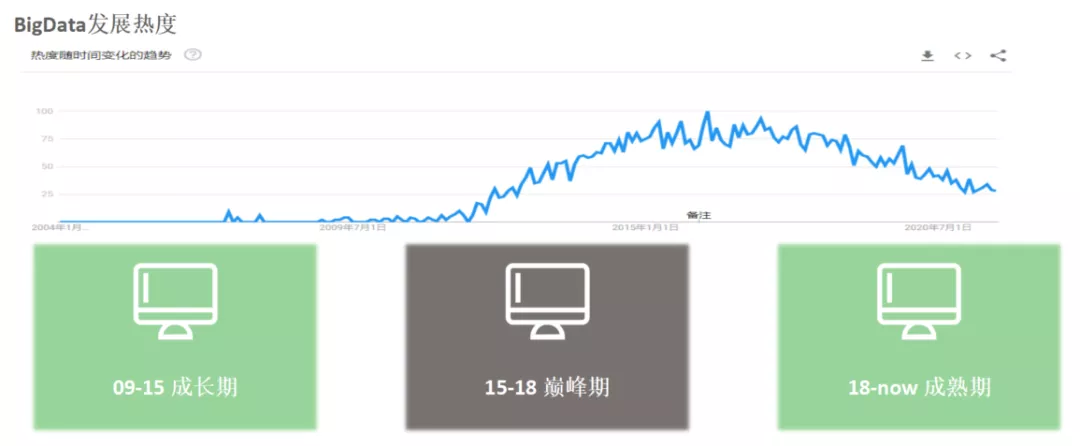 BigData发展热度
热度随时间变化的趋势
100
75
50
25
备注
2004年1月...
2009年7月1日
2015年1月1日
2020年7月1日
09-15 成长期
15-18 巅峰期
18-now 成熟期